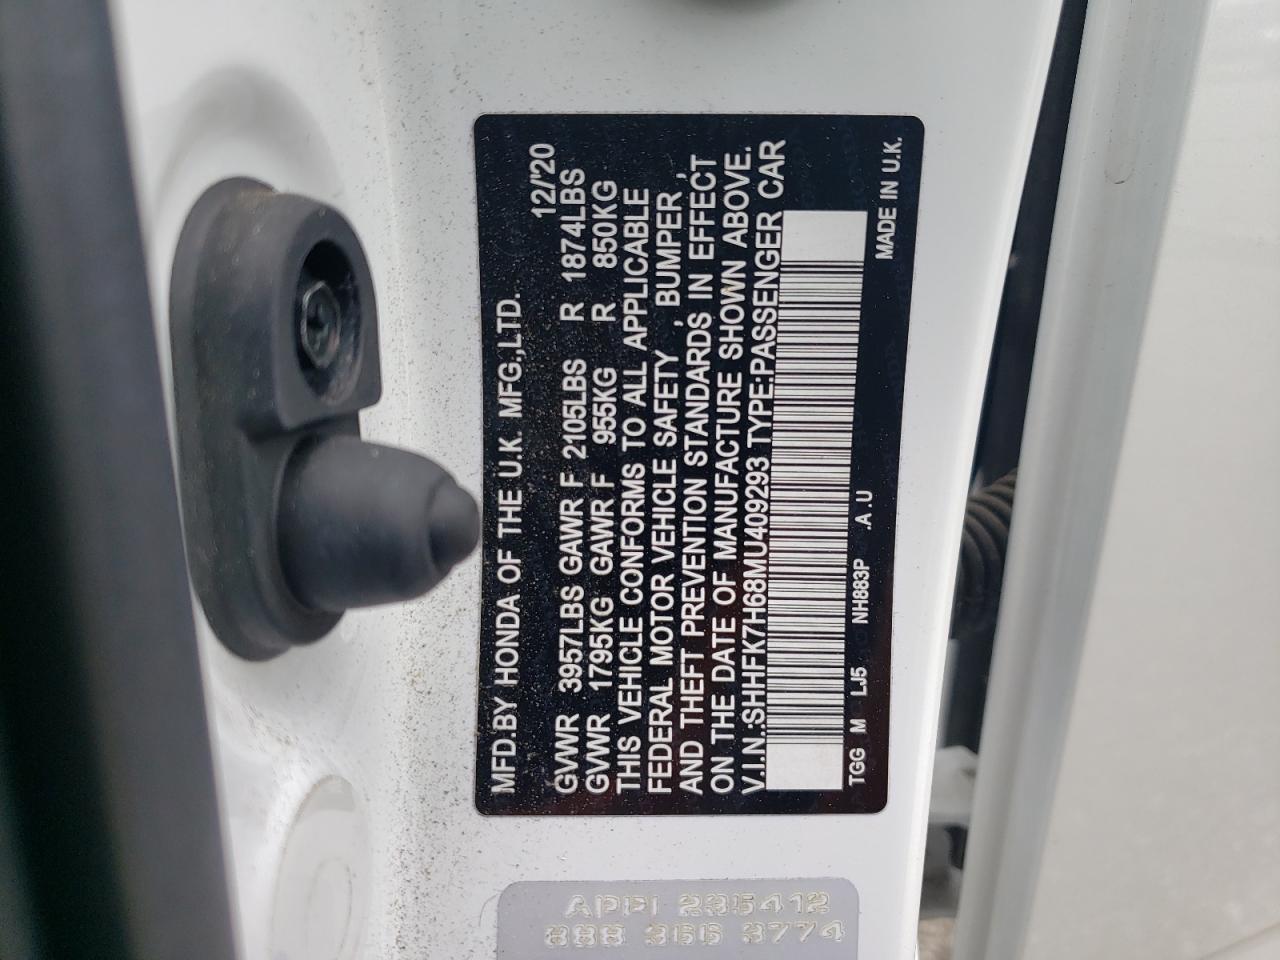 MFD.BY HONDA OF THE U.K. MFG.,LTD.
12/'20
GVWR 3957LBS GAWR F 2105LBS R 1874LBS
GVWR 1795KG GAWR F 955KG R 850KG
THIS VEHICLE CONFORMS TO ALL APPLICABLE
FEDERAL MOTOR VEHICLE SAFETY , BUMPER ,
AND THEFT PREVENTION STANDARDS IN EFFECT
ON THE DATE OF MANUFACTURE SHOWN ABOVE.
V.I.N.:SHHFK7H68MU409293 TYPE:PASSENGER CAR
TGG M LJ5 NH883P .A.U MADE IN U.K.
APPI 235412
888 366 3774